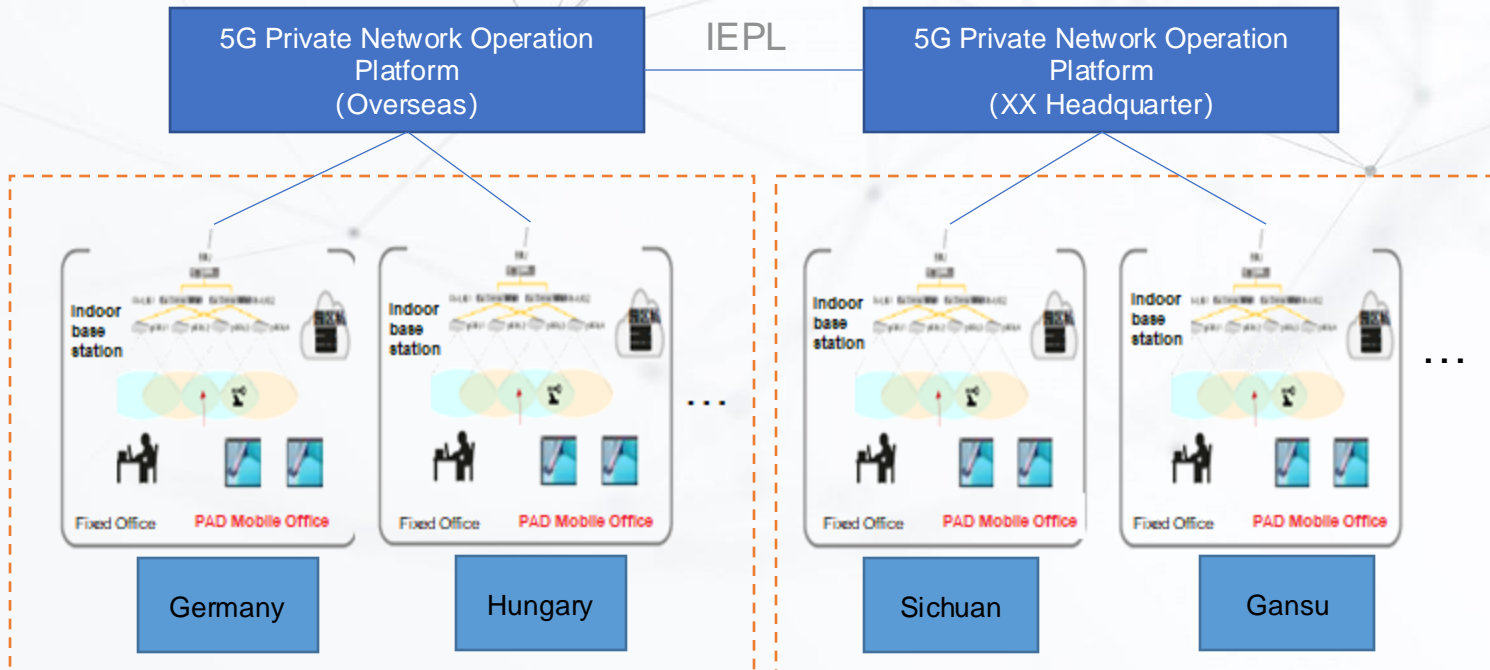 5G Private Network Operation
Platform
(Overseas)
IEPL
5G Private Network Operation
Platform
(XX Headquarter)
Indoor
base
station
Fixed Office
PAD Mobile Office
Indoor
base
station
Fixed Office
PAD Mobile Office
...
Indoor
base
station
Fixed Office
PAD Mobile Office
Indoor
base
station
Fixed Office
PAD Mobile Office
...
Germany
Hungary
Sichuan
Gansu